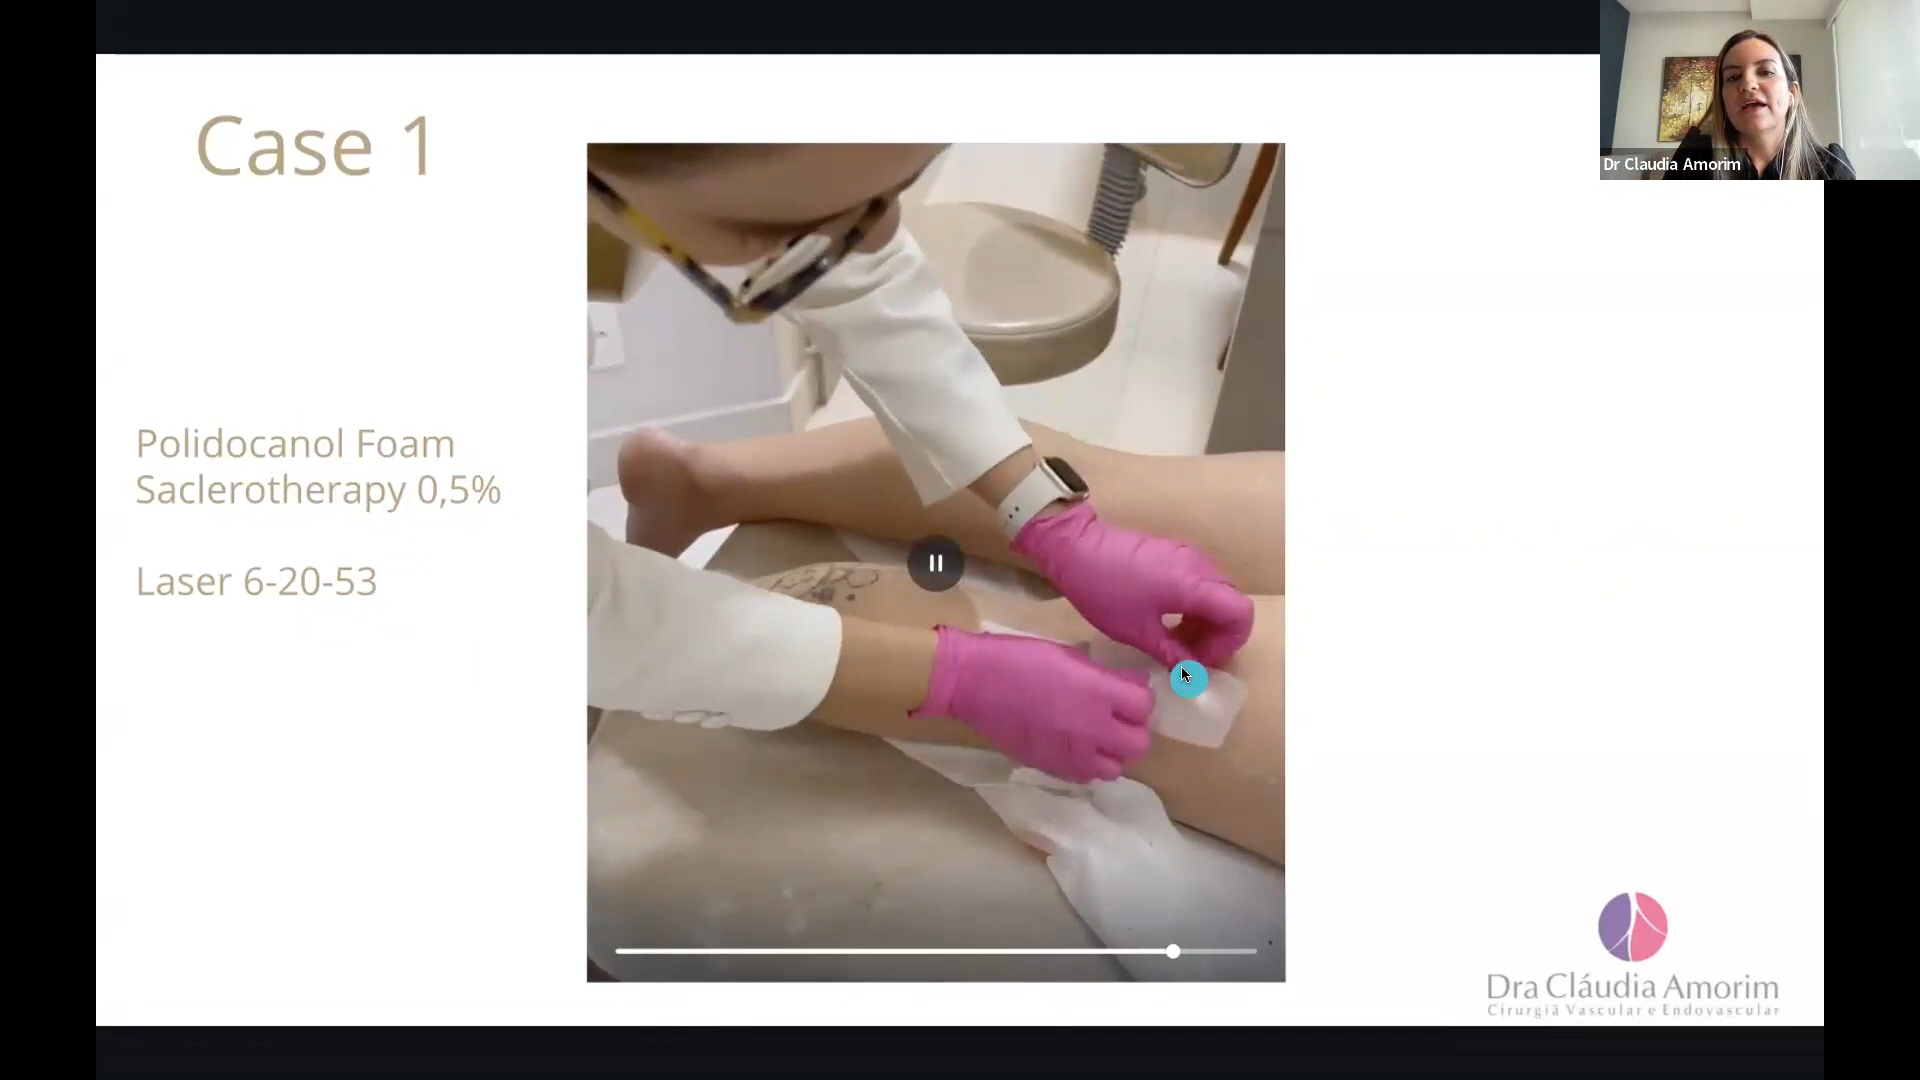 Case 1
Dr Claudia Amorim
Polidocanol Foam
Saclerotherapy 0,5%
Laser 6-20-53
Dra Cláudia Amorim
Cirurgiã Vascular e Endovascular